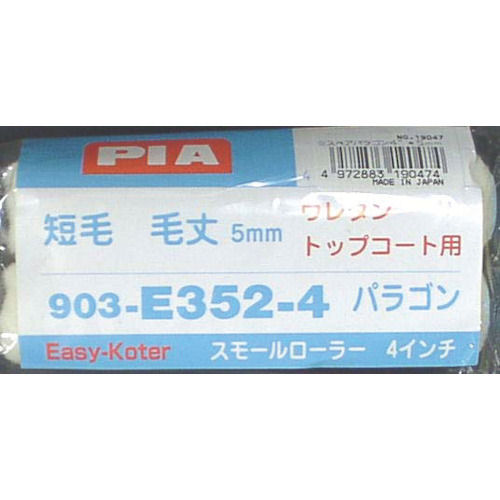 PIA
NO.19047
4 972883 190474
MADE IN JAPAN
短毛 毛丈 5mm
ウレタン
トップコート用
903-E352-4 パラゴン
Easy-Koter スモールローラー 4インチ